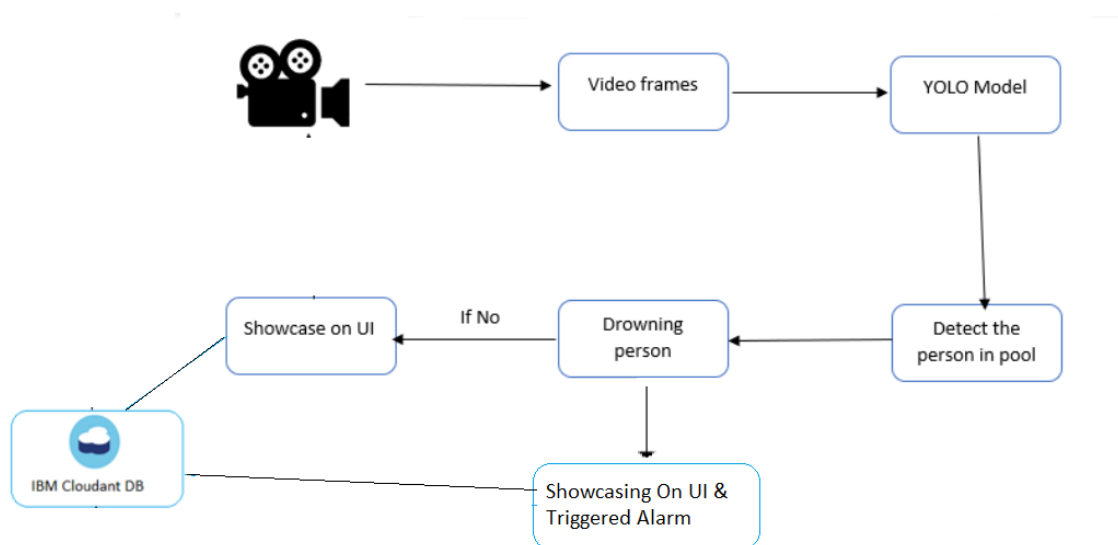 Video frames
YOLO Model
Showcase on UI
If No
Drowning
person
Detect the
person in pool
IBM Cloudant DB
Showcasing On UI &
Triggered Alarm